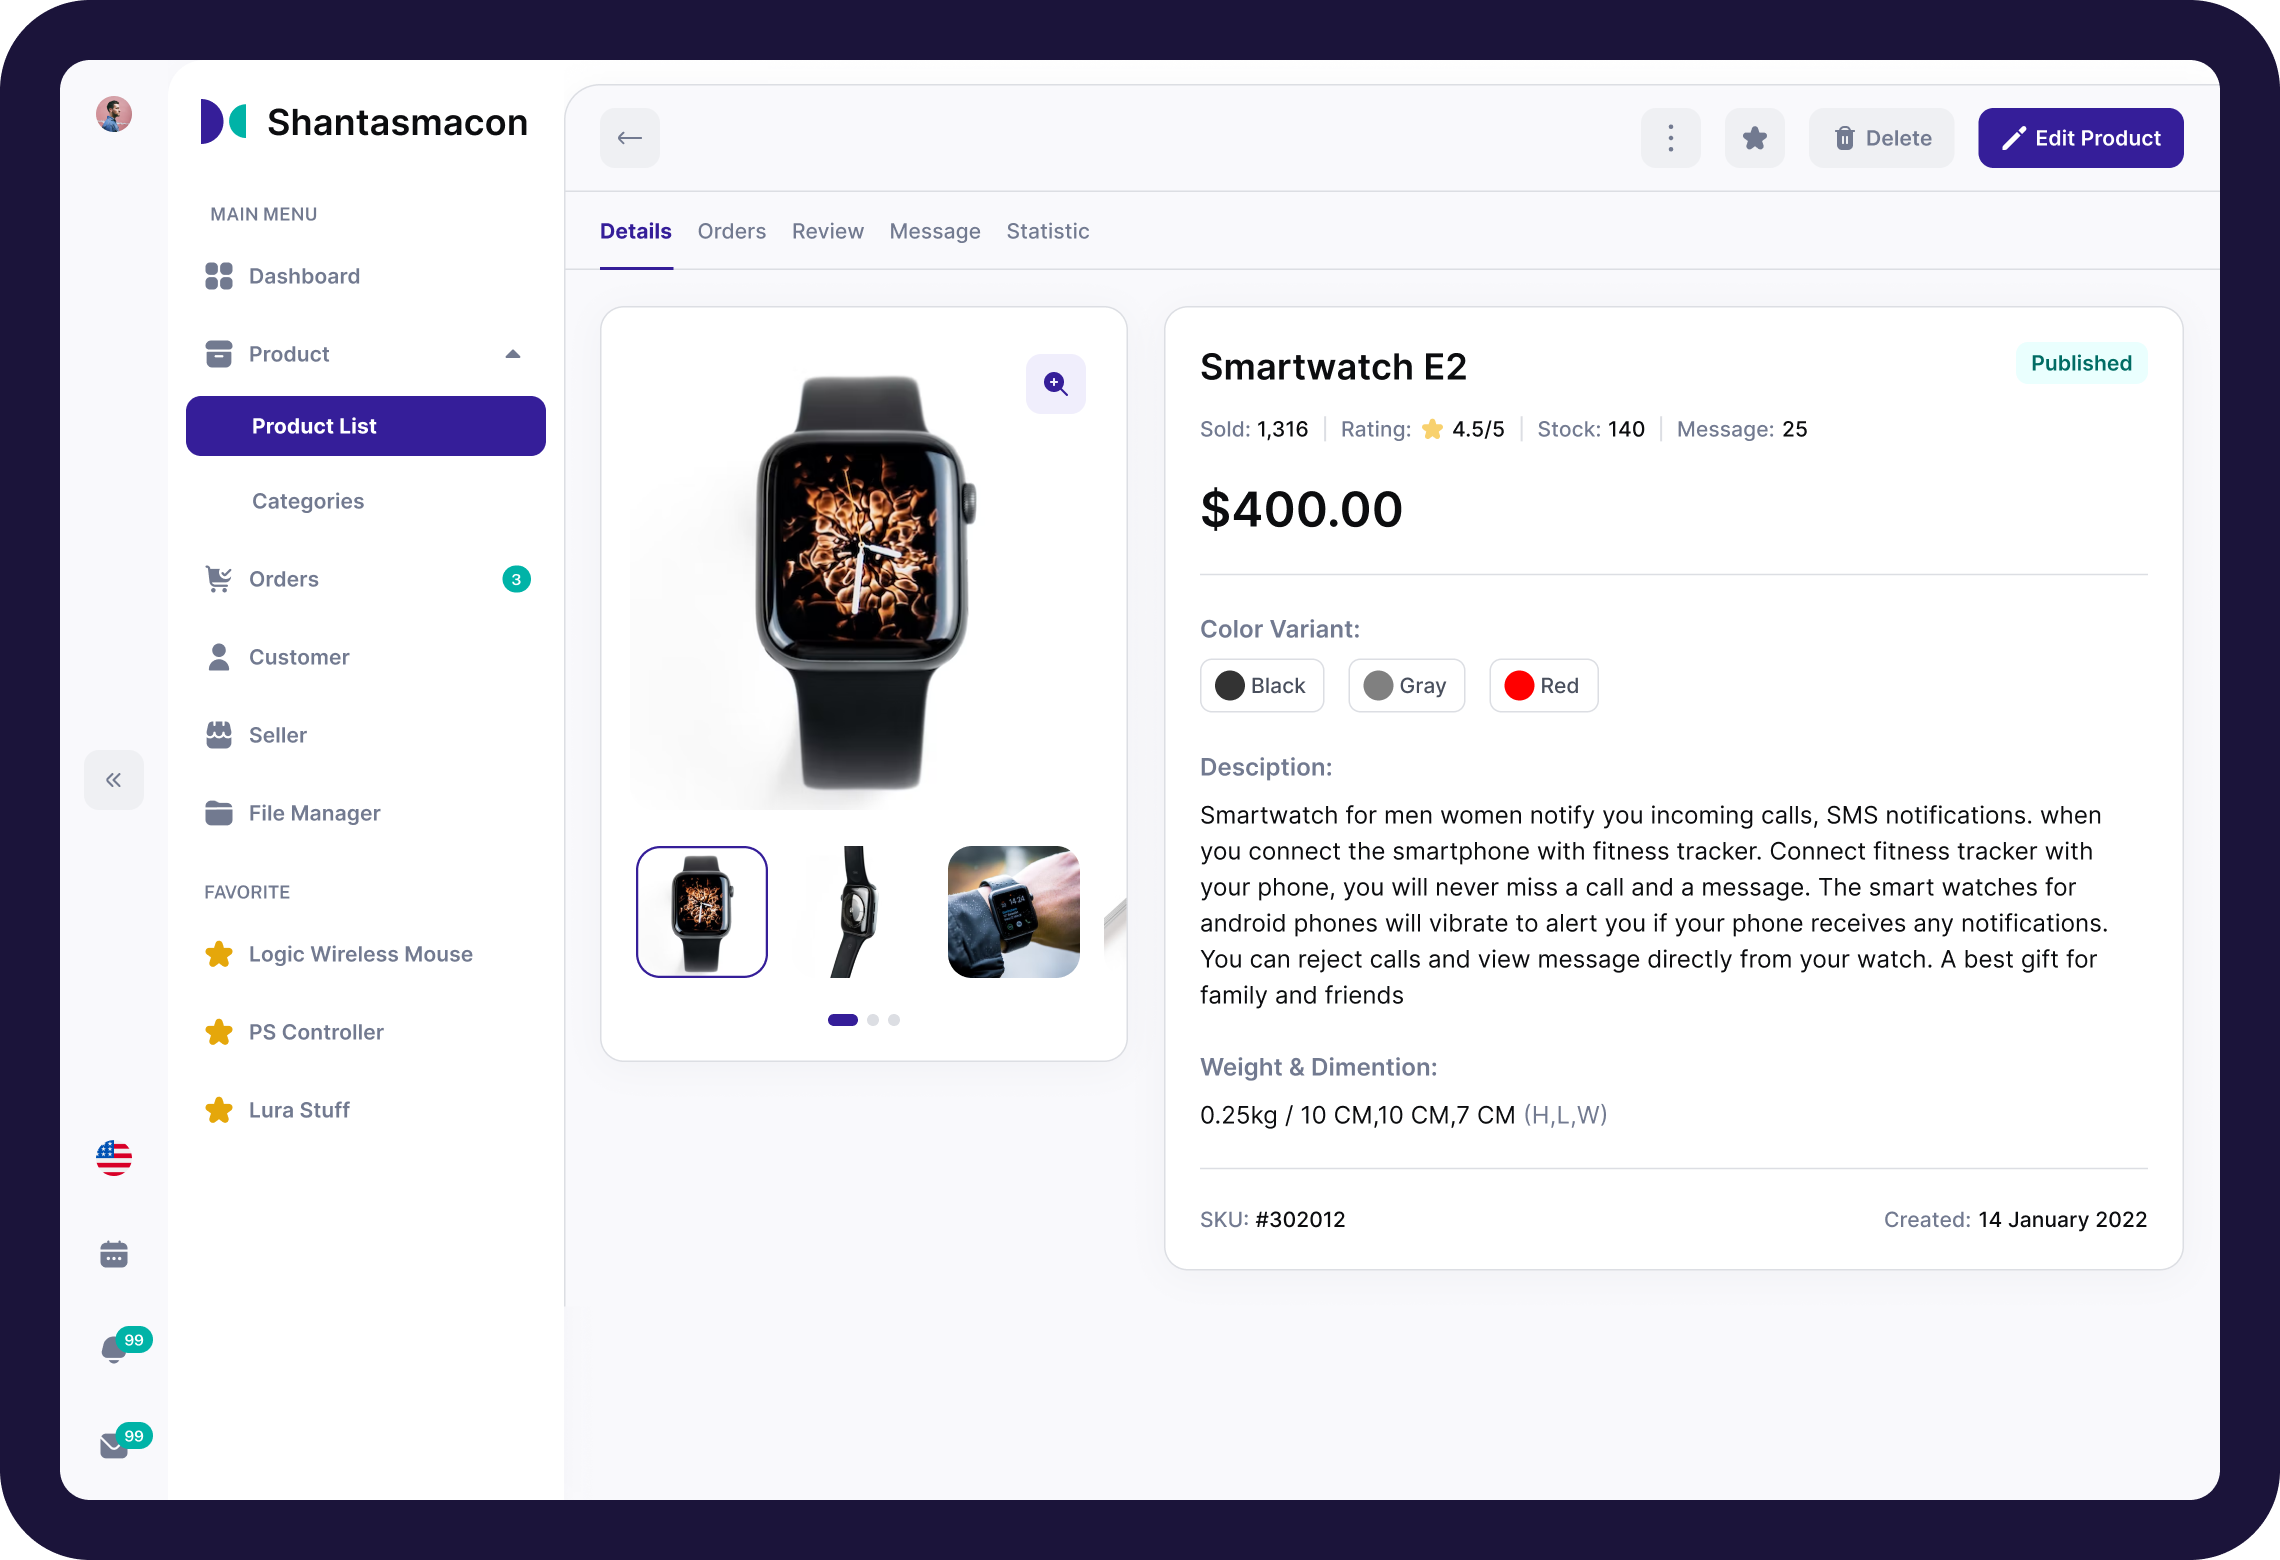 Shantasmacon
MAIN MENU
Dashboard
Product
Product List
Categories
Orders
3
Customer
Seller
File Manager
FAVORITE
Logic Wireless Mouse
PS Controller
Lura Stuff
99
99
Delete
Edit Product
Details
Orders
Review
Message
Statistic
14:24
Smartwatch E2
Published
Sold: 1,316
Rating: 4.5/5
Stock: 140
Message: 25
$400.00
Color Variant:
Black
Gray
Red
Desciption:
Smartwatch for men women notify you incoming calls, SMS notifications. when
you connect the smartphone with fitness tracker. Connect fitness tracker with
your phone, you will never miss a call and a message. The smart watches for
android phones will vibrate to alert you if your phone receives any notifications.
You can reject calls and view message directly from your watch. A best gift for
family and friends
Weight & Dimention:
0.25kg / 10 CM,10 CM,7 CM (H,L,W)
SKU: #302012
Created: 14 January 2022